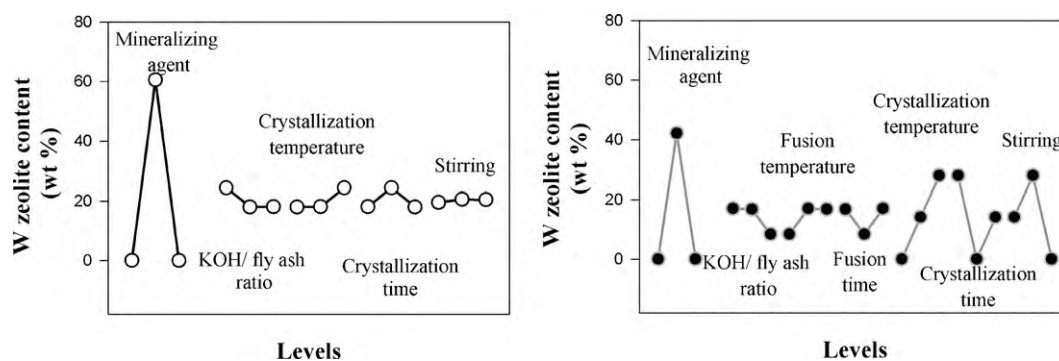 80
60
40
20
0
W zeolite content
(wt %)
Mineralizing
agent
Crystallization
temperature
Stirring
KOH/ fly ash
ratio
Crystallization
time
Levels
80
60
40
20
0
W zeolite content
(wt %)
Mineralizing
agent
Crystallization
temperature
Fusion
temperature
Stirring
KOH/ fly ash
ratio
Fusion
time
Crystallization
time
Levels